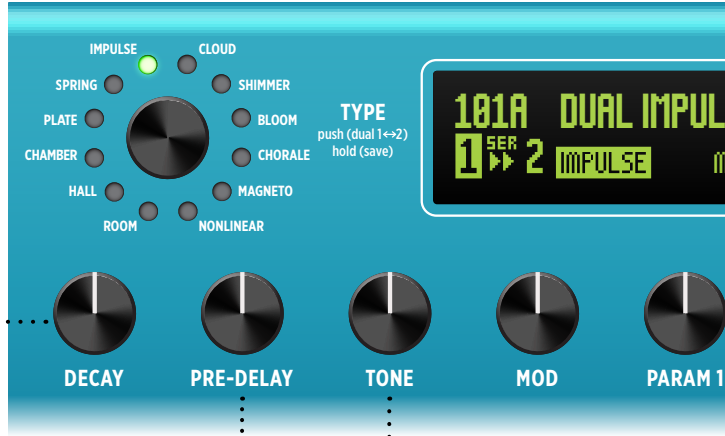 IMPULSE
CLOUD
SPRING
SHIMMER
PLATE
BLOOM
CHAMBER
CHORALE
HALL
MAGNETO
ROOM
NONLINEAR
TYPE
push (dual 1↔2)
hold (save)
101A DUAL IMPUL
1 SER 2 IMPULSE
DECAY
PRE-DELAY
TONE
MOD
PARAM 1